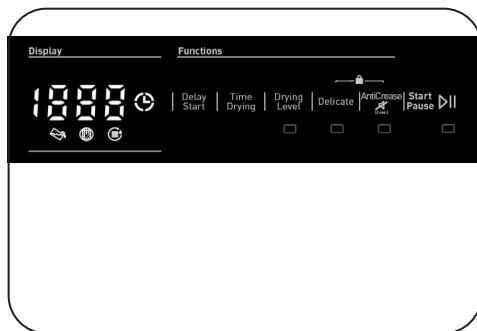 Display
Functions
1888
Delay
Start
Time
Drying
Drying
Level
Delicate
AntiCrease
Start
Pause